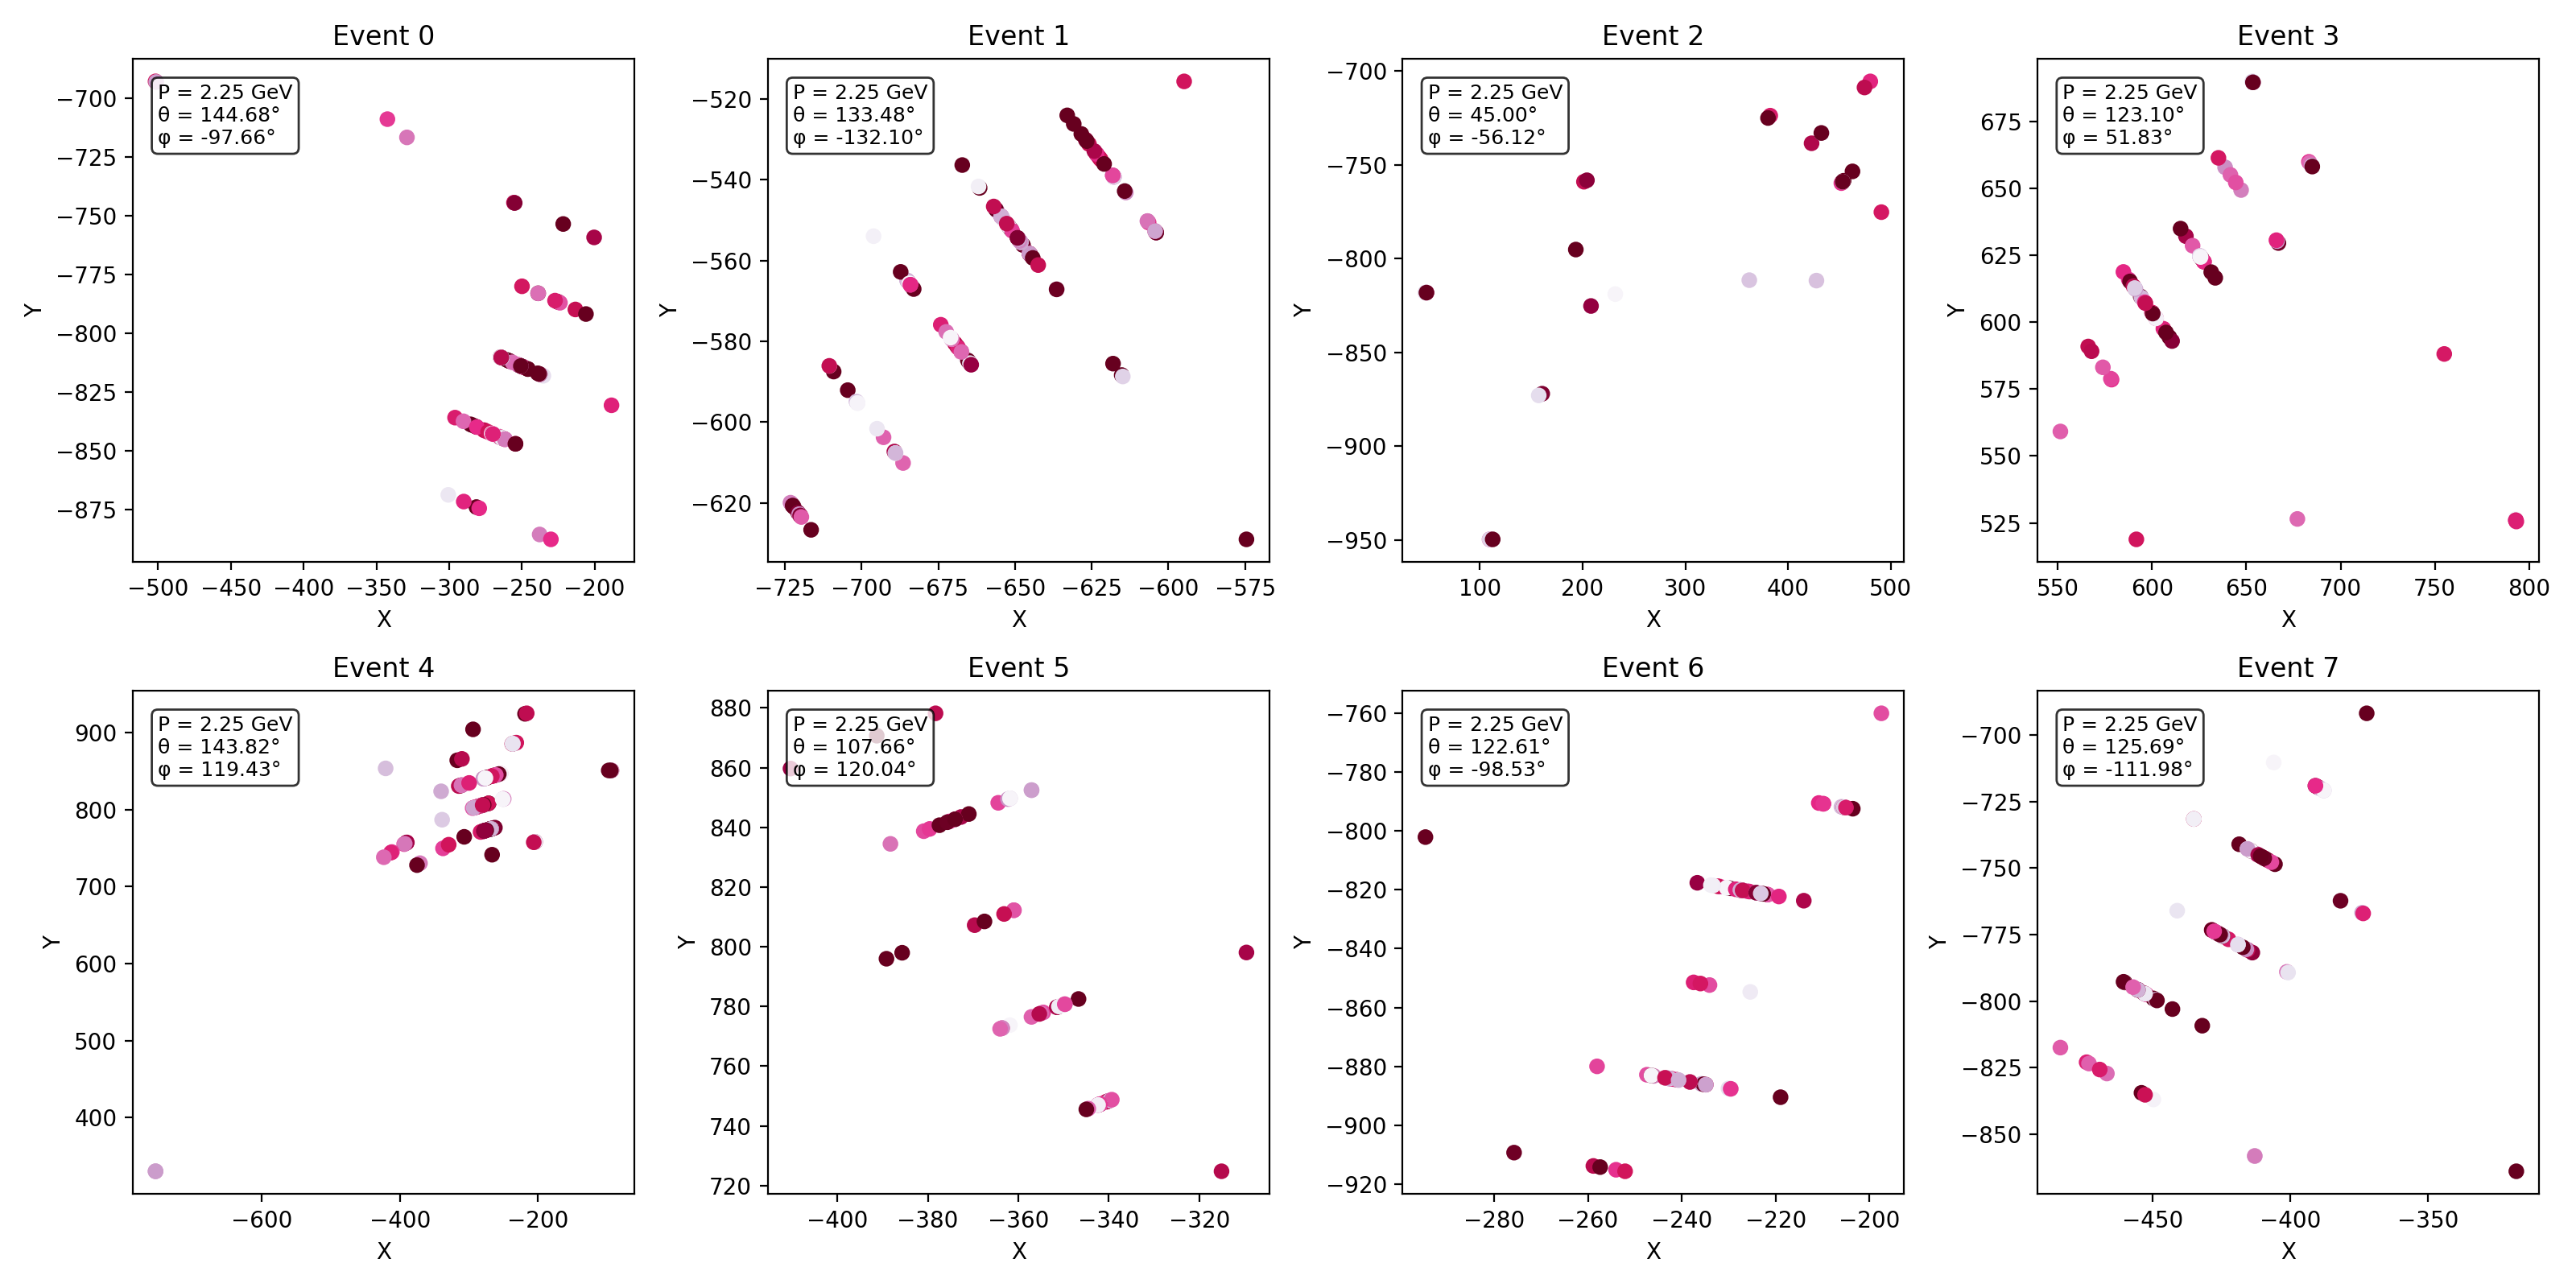 Event 0
P = 2.25 GeV
θ = 144.68°
φ = -97.66°
−700
−725
−750
−775
−800
−825
−850
−875
Y
−500 −450 −400 −350 −300 −250 −200
X
Event 1
P = 2.25 GeV
θ = 133.48°
φ = -132.10°
−520
−540
−560
−580
−600
−620
Y
−725 −700 −675 −650 −625 −600 −575
X
Event 2
P = 2.25 GeV
θ = 45.00°
φ = -56.12°
−700
−750
−800
−850
−900
−950
Y
100 200 300 400 500
X
Event 3
P = 2.25 GeV
θ = 123.10°
φ = 51.83°
675
650
625
600
575
550
525
Y
550 600 650 700 750 800
X
Event 4
P = 2.25 GeV
θ = 143.82°
φ = 119.43°
900
800
700
600
500
400
Y
−600 −400 −200
X
Event 5
P = 2.25 GeV
θ = 107.66°
φ = 120.04°
880
860
840
820
800
780
760
740
720
Y
−400 −380 −360 −340 −320
X
Event 6
P = 2.25 GeV
θ = 122.61°
φ = -98.53°
−760
−780
−800
−820
−840
−860
−880
−900
−920
Y
−280 −260 −240 −220 −200
X
Event 7
P = 2.25 GeV
θ = 125.69°
φ = -111.98°
−700
−725
−750
−775
−800
−825
−850
Y
−450 −400 −350
X